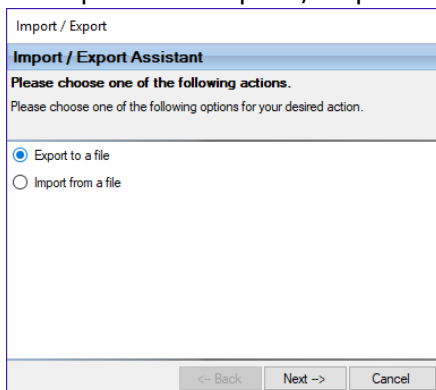 Import / Export
Import / Export Assistant
Please choose one of the following actions.
Please choose one of the following options for your desired action.
Export to a file
Import from a file
<-- Back Next --> Cancel